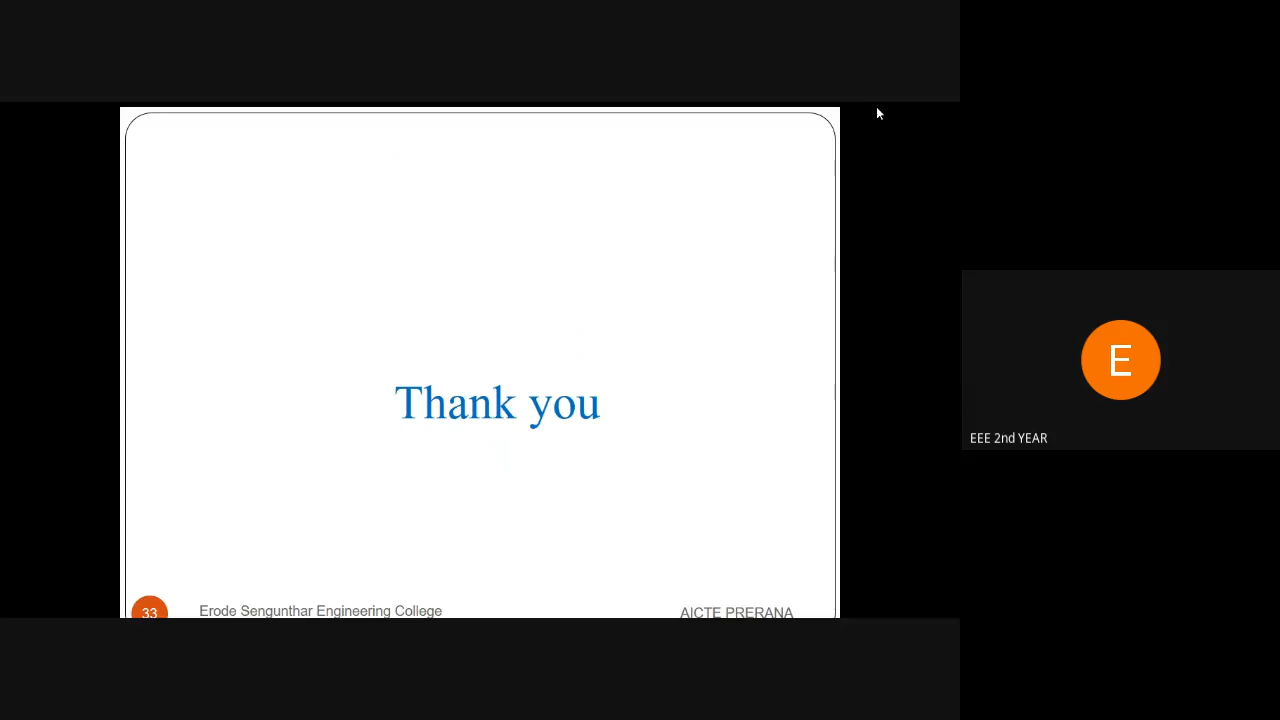 Thank you
33 Erode Sengunthar Engineering College AICTE PRERANA
E
EEE 2nd YEAR